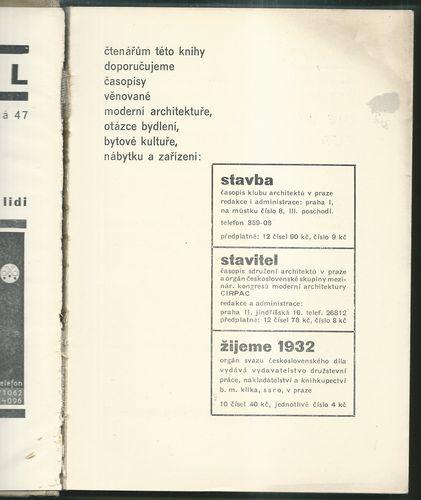 L
á 47
lidi
elefon
1062
4096
čtenářům této knihy
doporučujeme
časopisy
věnované
moderní architektuře,
otázce bydlení,
bytové kultuře,
nábytku a zařízení:
stavba
časopis klubu architektů v praze
redakce i administrace: praha I,
na můstku číslo 8, III. poschodí.
telefon 359-08
předplatné: 12 čísel 90 kč, číslo 9 kč
stavitel
časopis sdružení architektů v praze
a orgán československé skupiny mezi-
nár. kongresů moderní architektury
CIRPAC
redakce a administrace:
praha II, jindřišská 16. telef. 26812
předplatné: 12 čísel 78 kč, číslo 8 kč
žijeme 1932
orgán svazu československého díla
vydává vydavatelstvo družstevní
práce, nakladatelství a knihkupectví
b. m. klika, s s r o, v praze
10 čísel 40 kč, jednotlivé číslo 4 kč